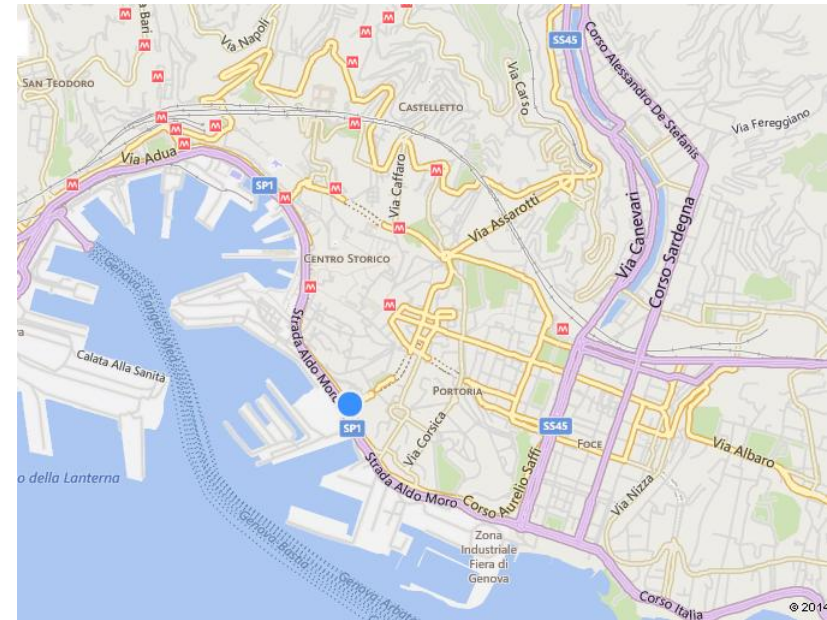 Via Bari
Via Napoli
SS45
Corso Alessandro De Stefanis
SAN TEODORO
Via Carso
CASTELLETTO
Via Fereggiano
Via Adua
SP1
Via Caffaro
Via Assarotti
Via Canevari
Corso Sardegna
CENTRO STORICO
Genova-Tanger, Med
Strada Aldo Moro
Calata Alla Sanità
PORTORIA
SP1
Via Corsica
SS45
FOCE
Via Albaro
o della Lanterna
Strada Aldo Moro
Corso Aurelio Saffi
Via Nizza
Genova-Bastia
Zona
Industriale
Fiera di
Genova
Corso Italia
© 2014